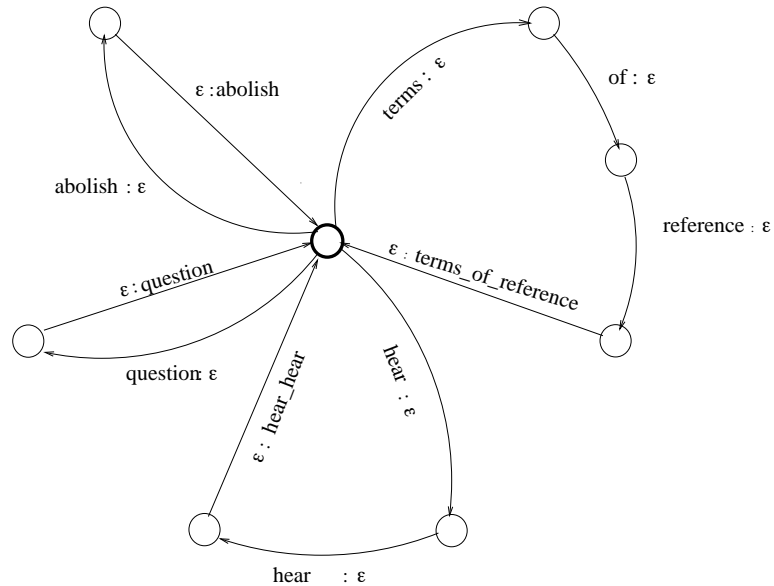 ε : abolish
terms : ε
of : ε
abolish : ε
reference : ε
ε : terms_of_reference
ε : question
question : ε
hear : ε
ε : hear_hear
hear : ε